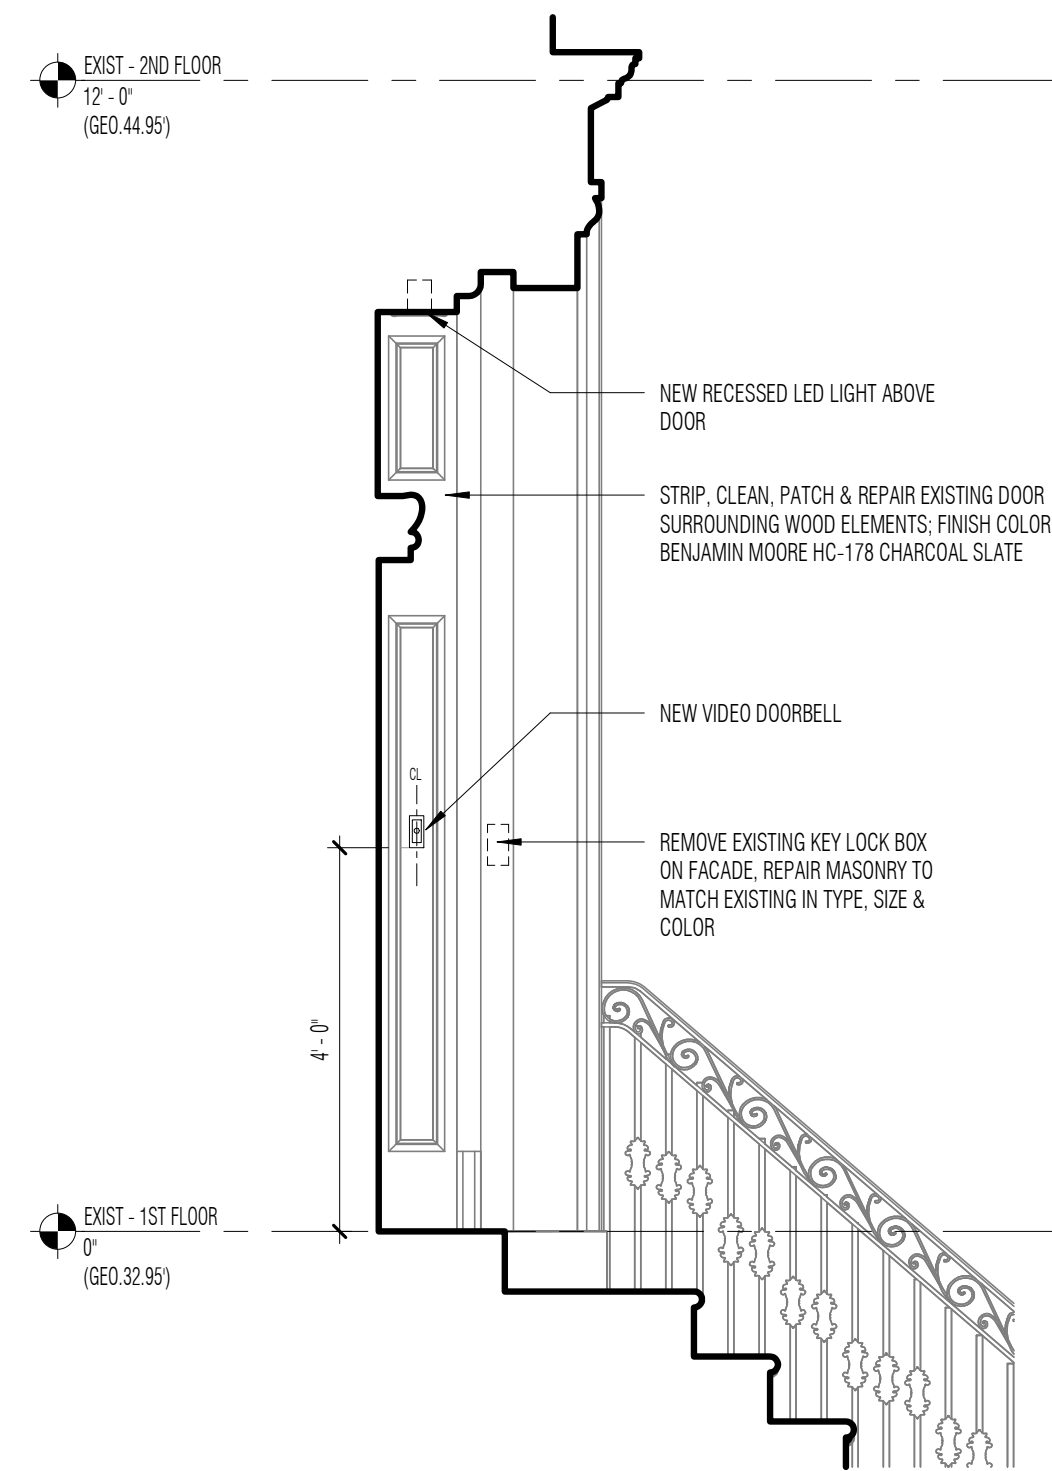 EXIST - 2ND FLOOR
12' - 0"
(GEO.44.95')
NEW RECESSED LED LIGHT ABOVE
DOOR
STRIP, CLEAN, PATCH & REPAIR EXISTING DOOR
SURROUNDING WOOD ELEMENTS; FINISH COLOR
BENJAMIN MOORE HC-178 CHARCOAL SLATE
NEW VIDEO DOORBELL
CL
REMOVE EXISTING KEY LOCK BOX
ON FACADE, REPAIR MASONRY TO
MATCH EXISTING IN TYPE, SIZE &
COLOR
4' - 0"
EXIST - 1ST FLOOR
0"
(GEO.32.95')